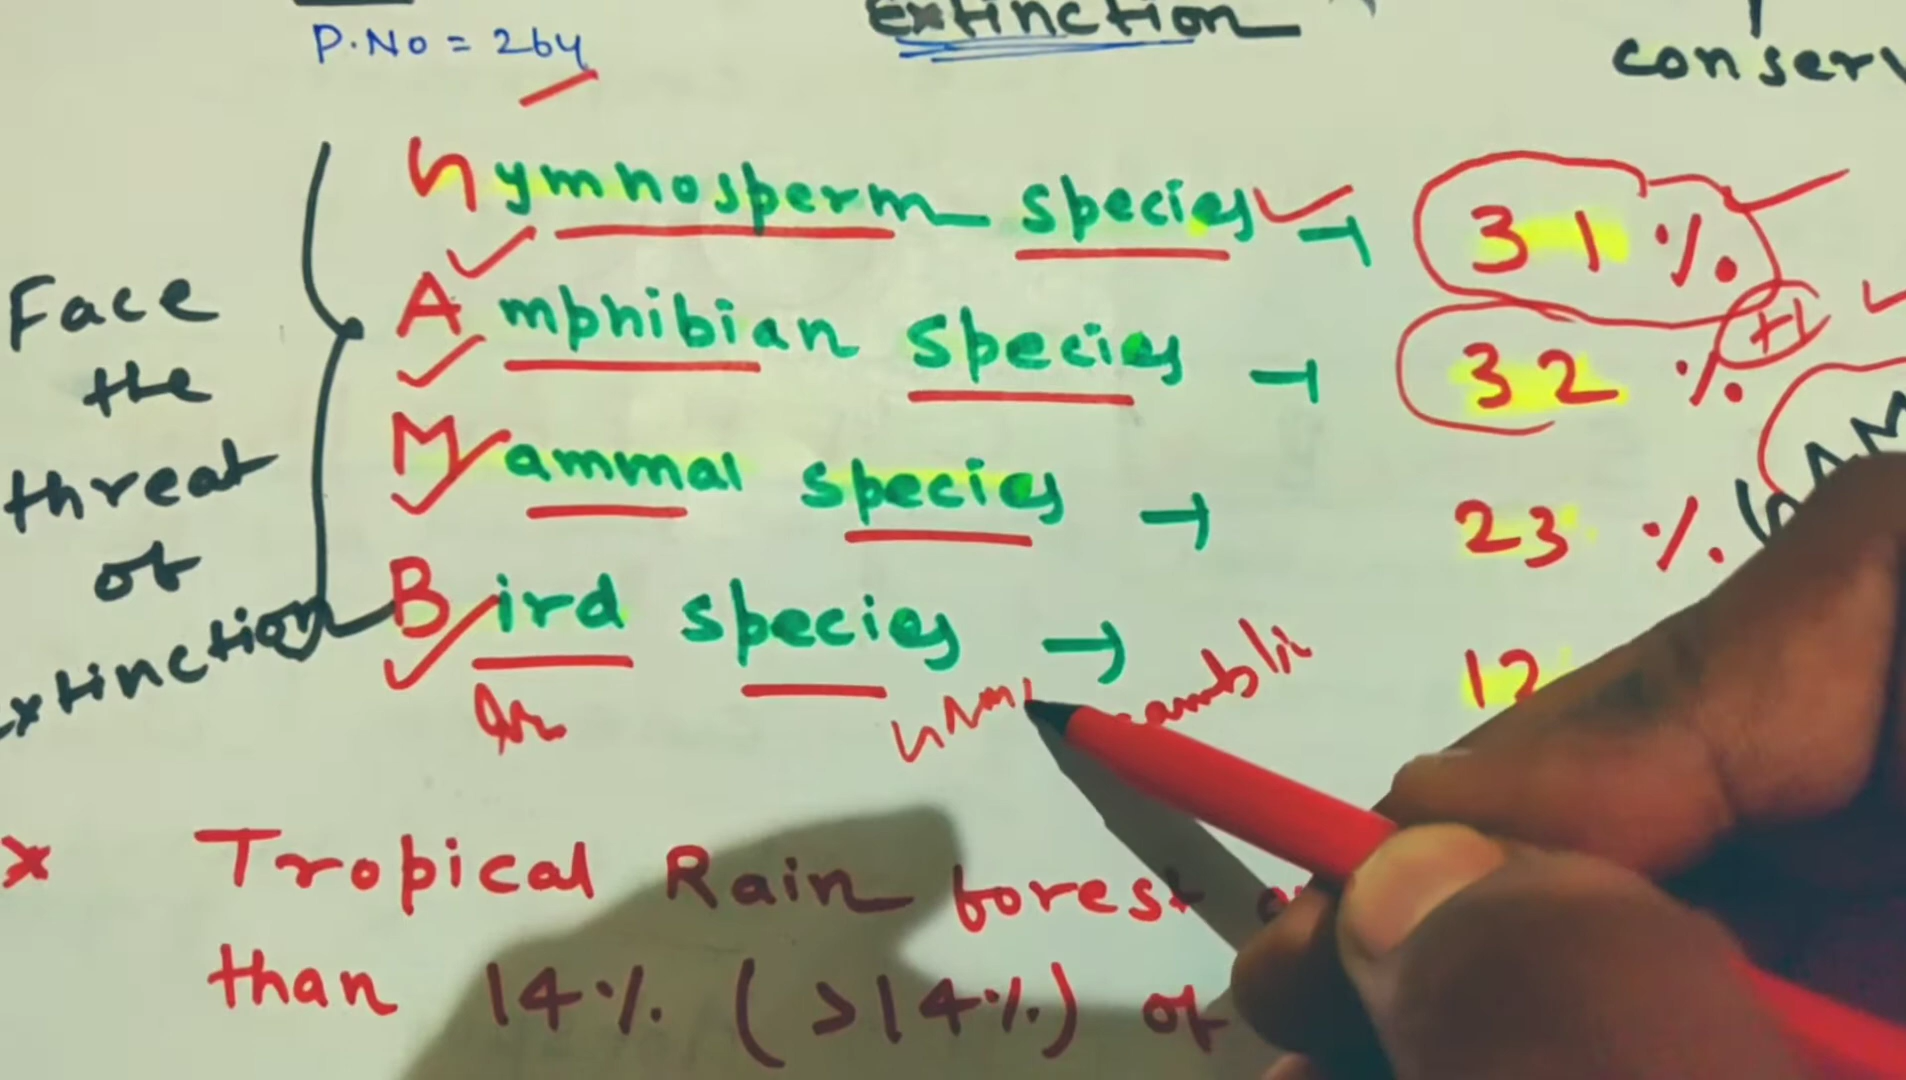 Extinction
P.No = 264
conserv
Gymnosperm species → 31 %
+1
Amphibian species → 32 %
Mammal species → 23 %
Bird species → 12
Face
the
threat
of
Extinction
* Tropical Rain forest
than 14% (>14%) of